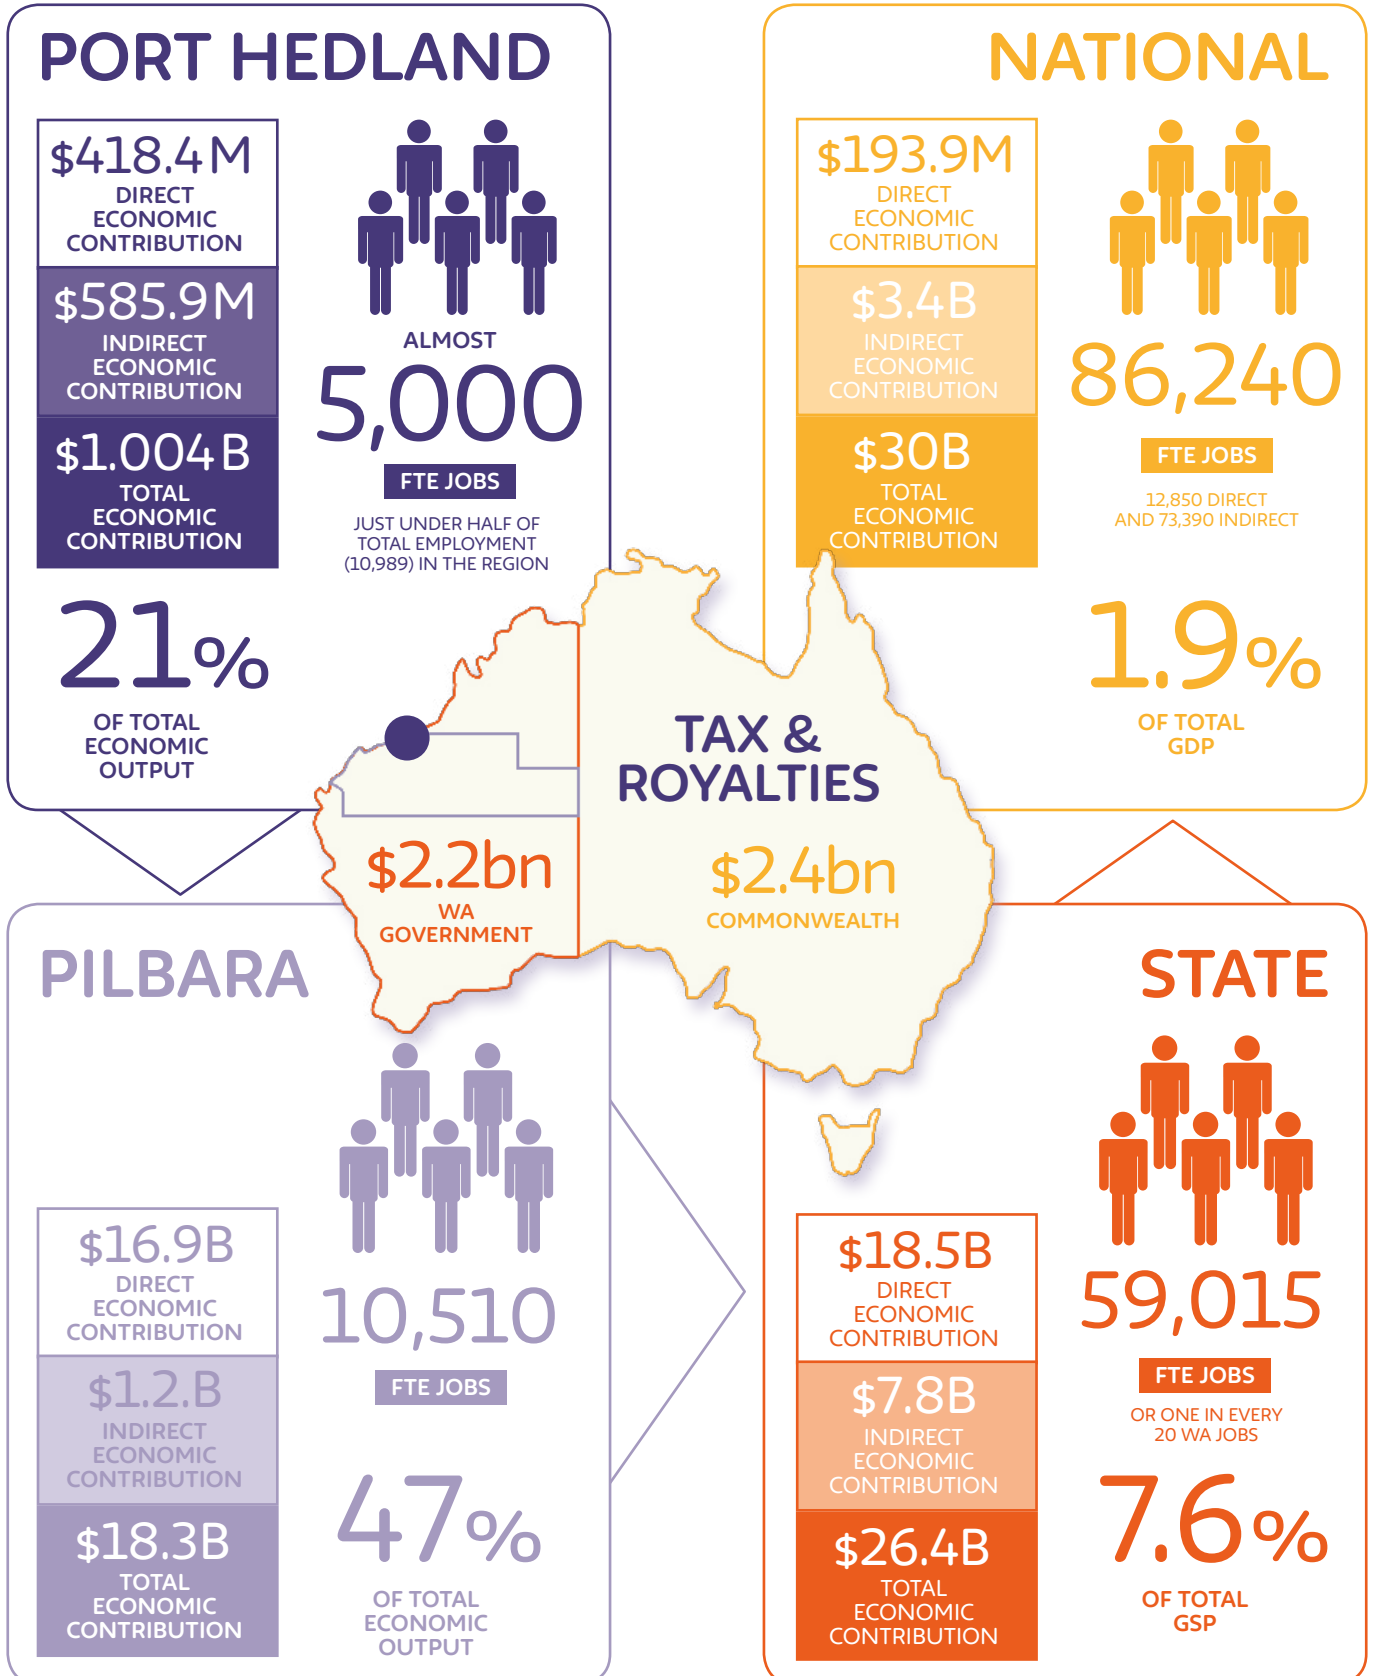 PORT HEDLAND
$418.4M
DIRECT
ECONOMIC
CONTRIBUTION
$585.9M
INDIRECT
ECONOMIC
CONTRIBUTION
$1.004B
TOTAL
ECONOMIC
CONTRIBUTION
ALMOST
5,000
FTE JOBS
JUST UNDER HALF OF
TOTAL EMPLOYMENT
(10,989) IN THE REGION
21%
OF TOTAL
ECONOMIC
OUTPUT
NATIONAL
$193.9M
DIRECT
ECONOMIC
CONTRIBUTION
$3.4B
INDIRECT
ECONOMIC
CONTRIBUTION
$30B
TOTAL
ECONOMIC
CONTRIBUTION
86,240
FTE JOBS
12,850 DIRECT
AND 73,390 INDIRECT
1.9%
OF TOTAL
GDP
TAX &
ROYALTIES
$2.2bn
WA
GOVERNMENT
$2.4bn
COMMONWEALTH
PILBARA
$16.9B
DIRECT
ECONOMIC
CONTRIBUTION
$1.2.B
INDIRECT
ECONOMIC
CONTRIBUTION
$18.3B
TOTAL
ECONOMIC
CONTRIBUTION
10,510
FTE JOBS
47%
OF TOTAL
ECONOMIC
OUTPUT
STATE
$18.5B
DIRECT
ECONOMIC
CONTRIBUTION
$7.8B
INDIRECT
ECONOMIC
CONTRIBUTION
$26.4B
TOTAL
ECONOMIC
CONTRIBUTION
59,015
FTE JOBS
OR ONE IN EVERY
20 WA JOBS
7.6%
OF TOTAL
GSP